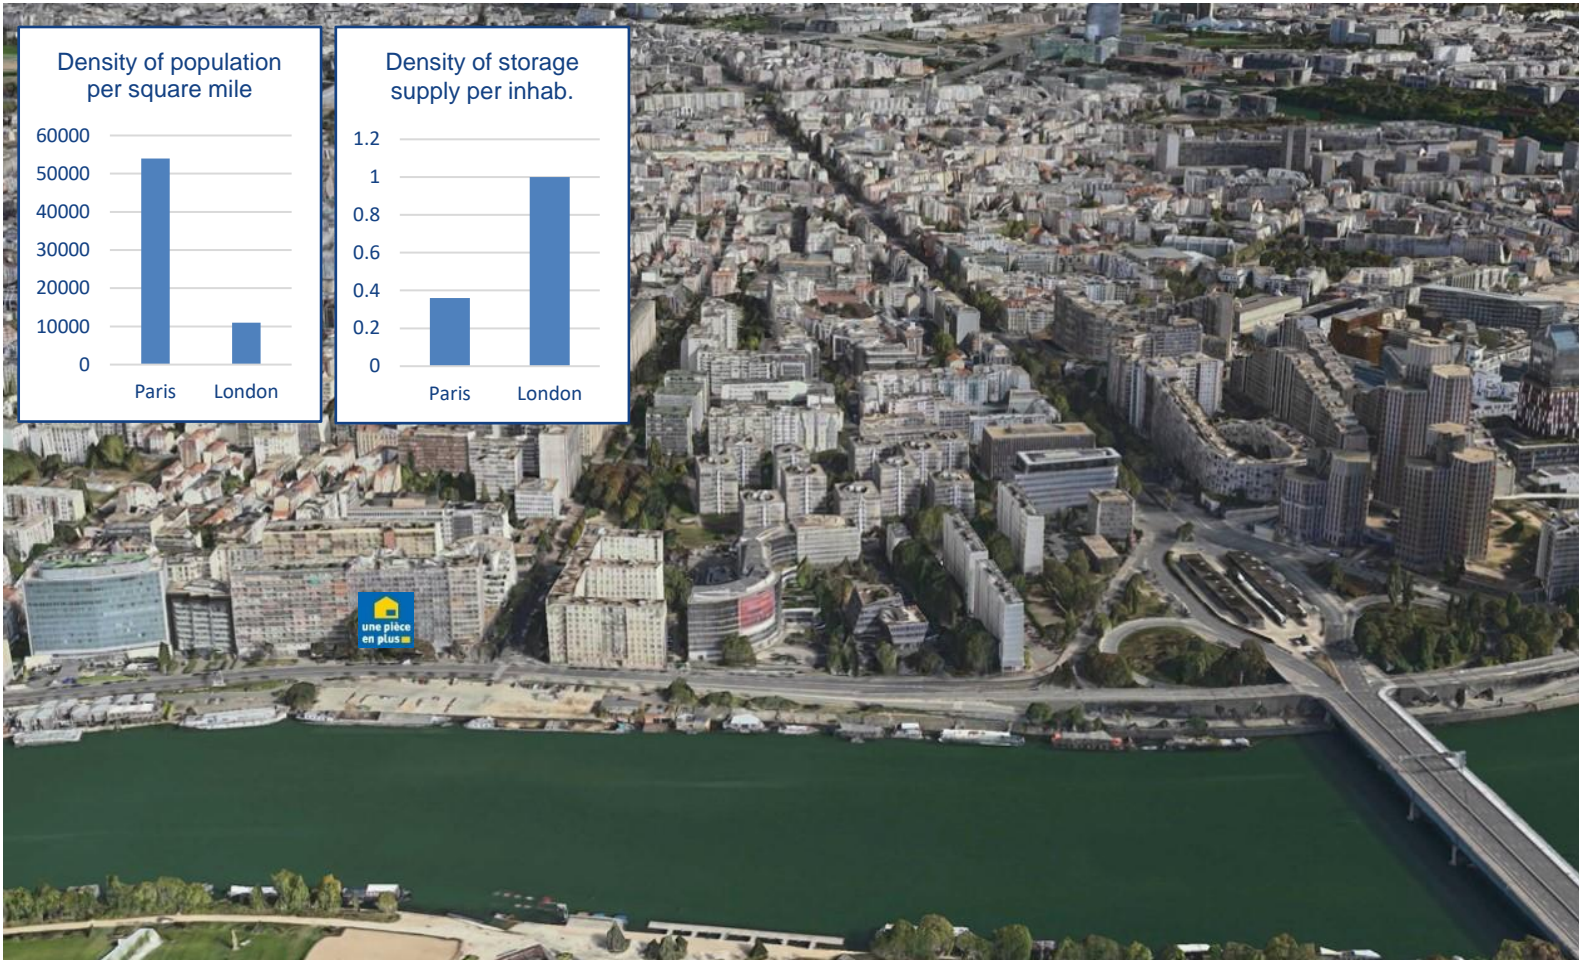 Density of population
per square mile
60000
50000
40000
30000
20000
10000
0
Paris London
Density of storage
supply per inhab.
1.2
1
0.8
0.6
0.4
0.2
0
Paris London
une pièce
en plus